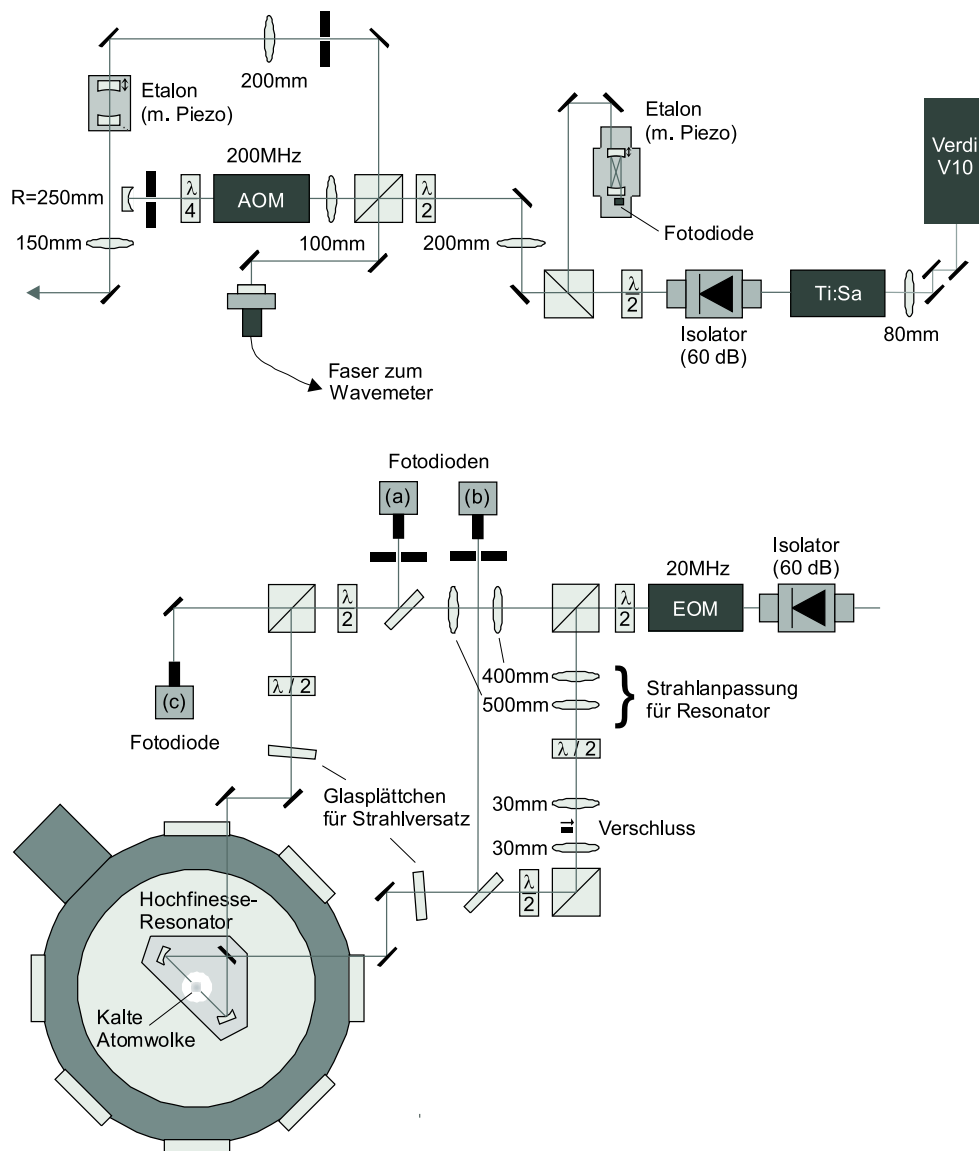 200mm
Etalon
(m. Piezo)
200MHz
R=250mm
λ
4
AOM
λ
2
150mm
100mm
200mm
Etalon
(m. Piezo)
Fotodiode
Verdi
V10
λ
2
Ti:Sa
Isolator
(60 dB)
80mm
Faser zum
Wavemeter
Fotodioden
(a)
(b)
Isolator
(60 dB)
20MHz
λ
2
λ
2
EOM
400mm
500mm
Strahlanpassung
für Resonator
λ / 2
(c)
Fotodiode
λ / 2
Glasplättchen
für Strahlversatz
30mm
Verschluss
30mm
λ
2
Hochfinesse-
Resonator
Kalte
Atomwolke